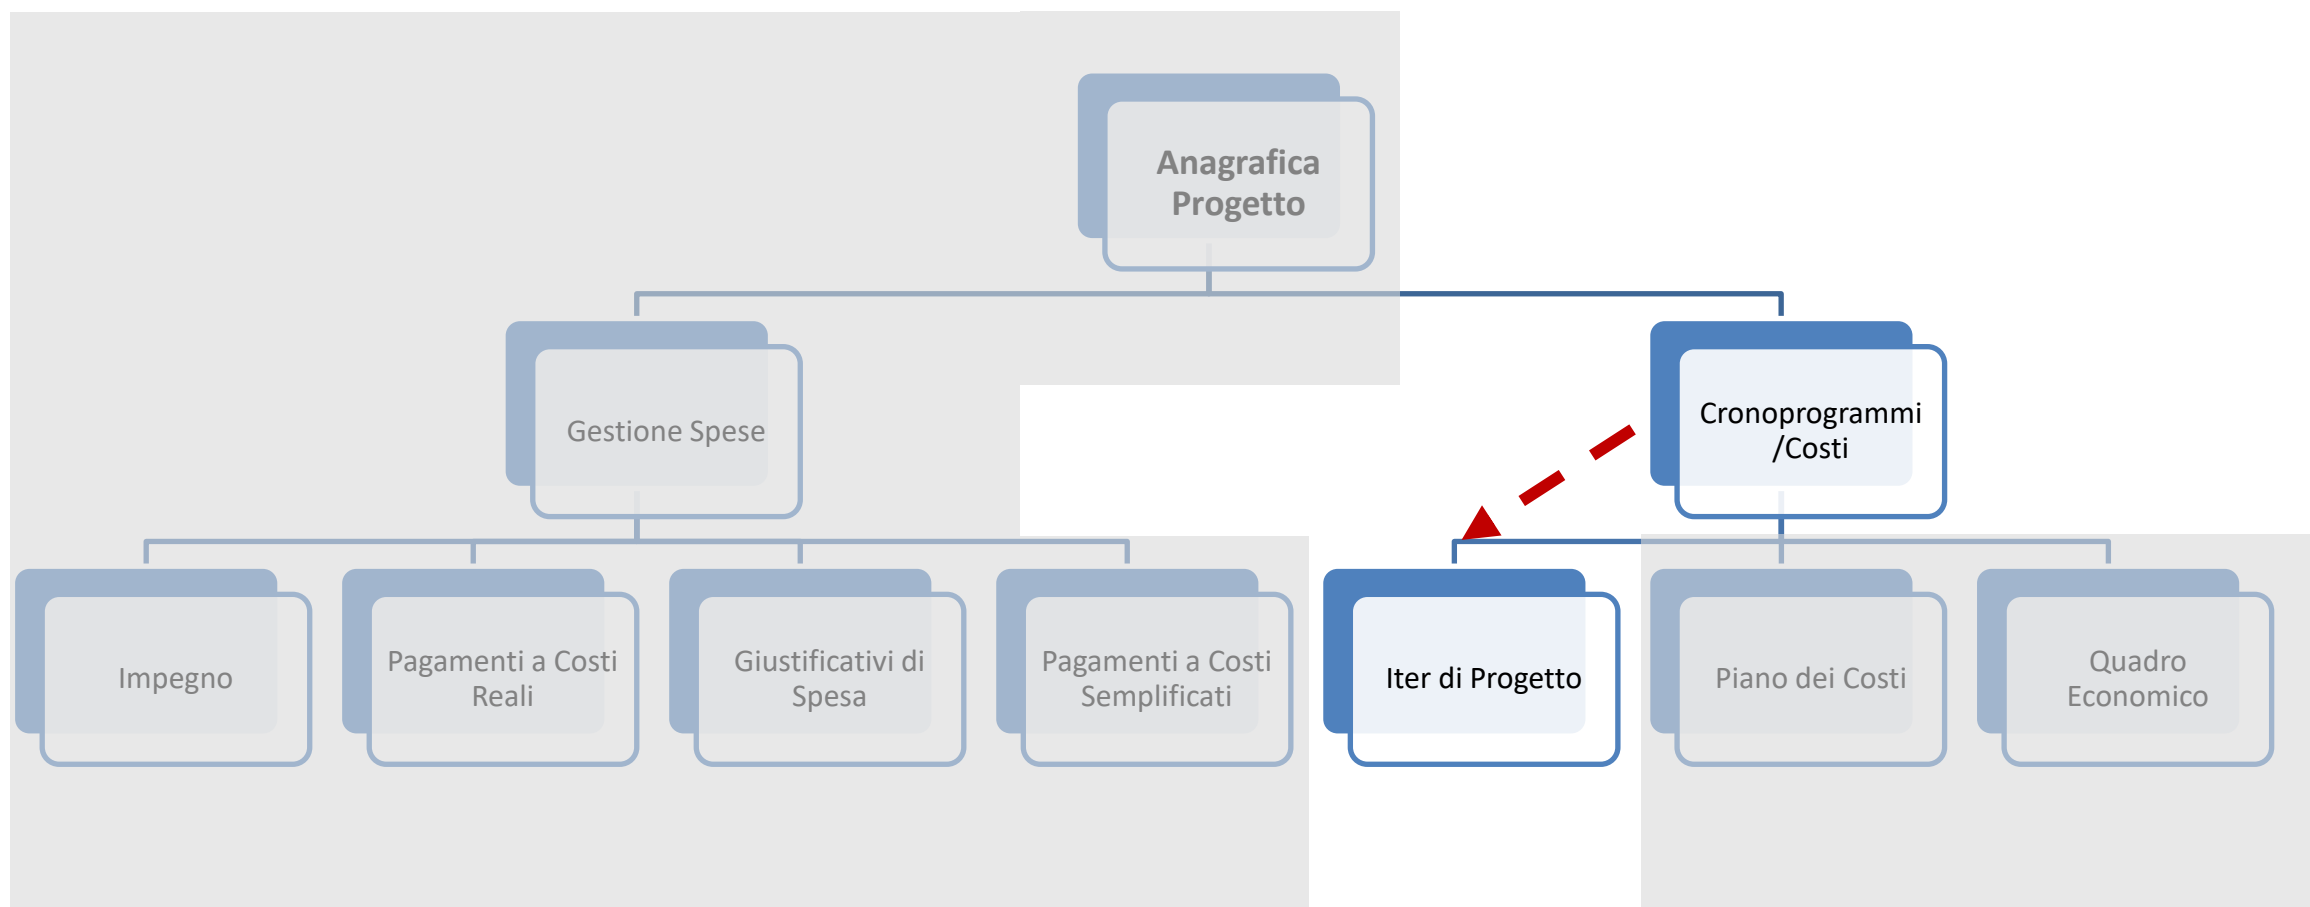 Anagrafica
Progetto
Gestione Spese
Cronoprogrammi
/Costi
Impegno
Pagamenti a Costi
Reali
Giustificativi di
Spesa
Pagamenti a Costi
Semplificati
Iter di Progetto
Piano dei Costi
Quadro
Economico